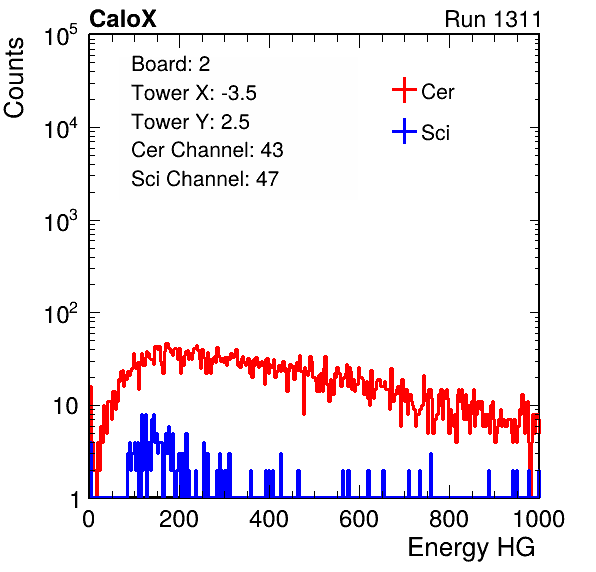 CaloX Run 1311
Counts
10^5
10^4
10^3
10^2
10
1
Board: 2
Tower X: -3.5
Tower Y: 2.5
Cer Channel: 43
Sci Channel: 47
Cer
Sci
0 200 400 600 800 1000
Energy HG